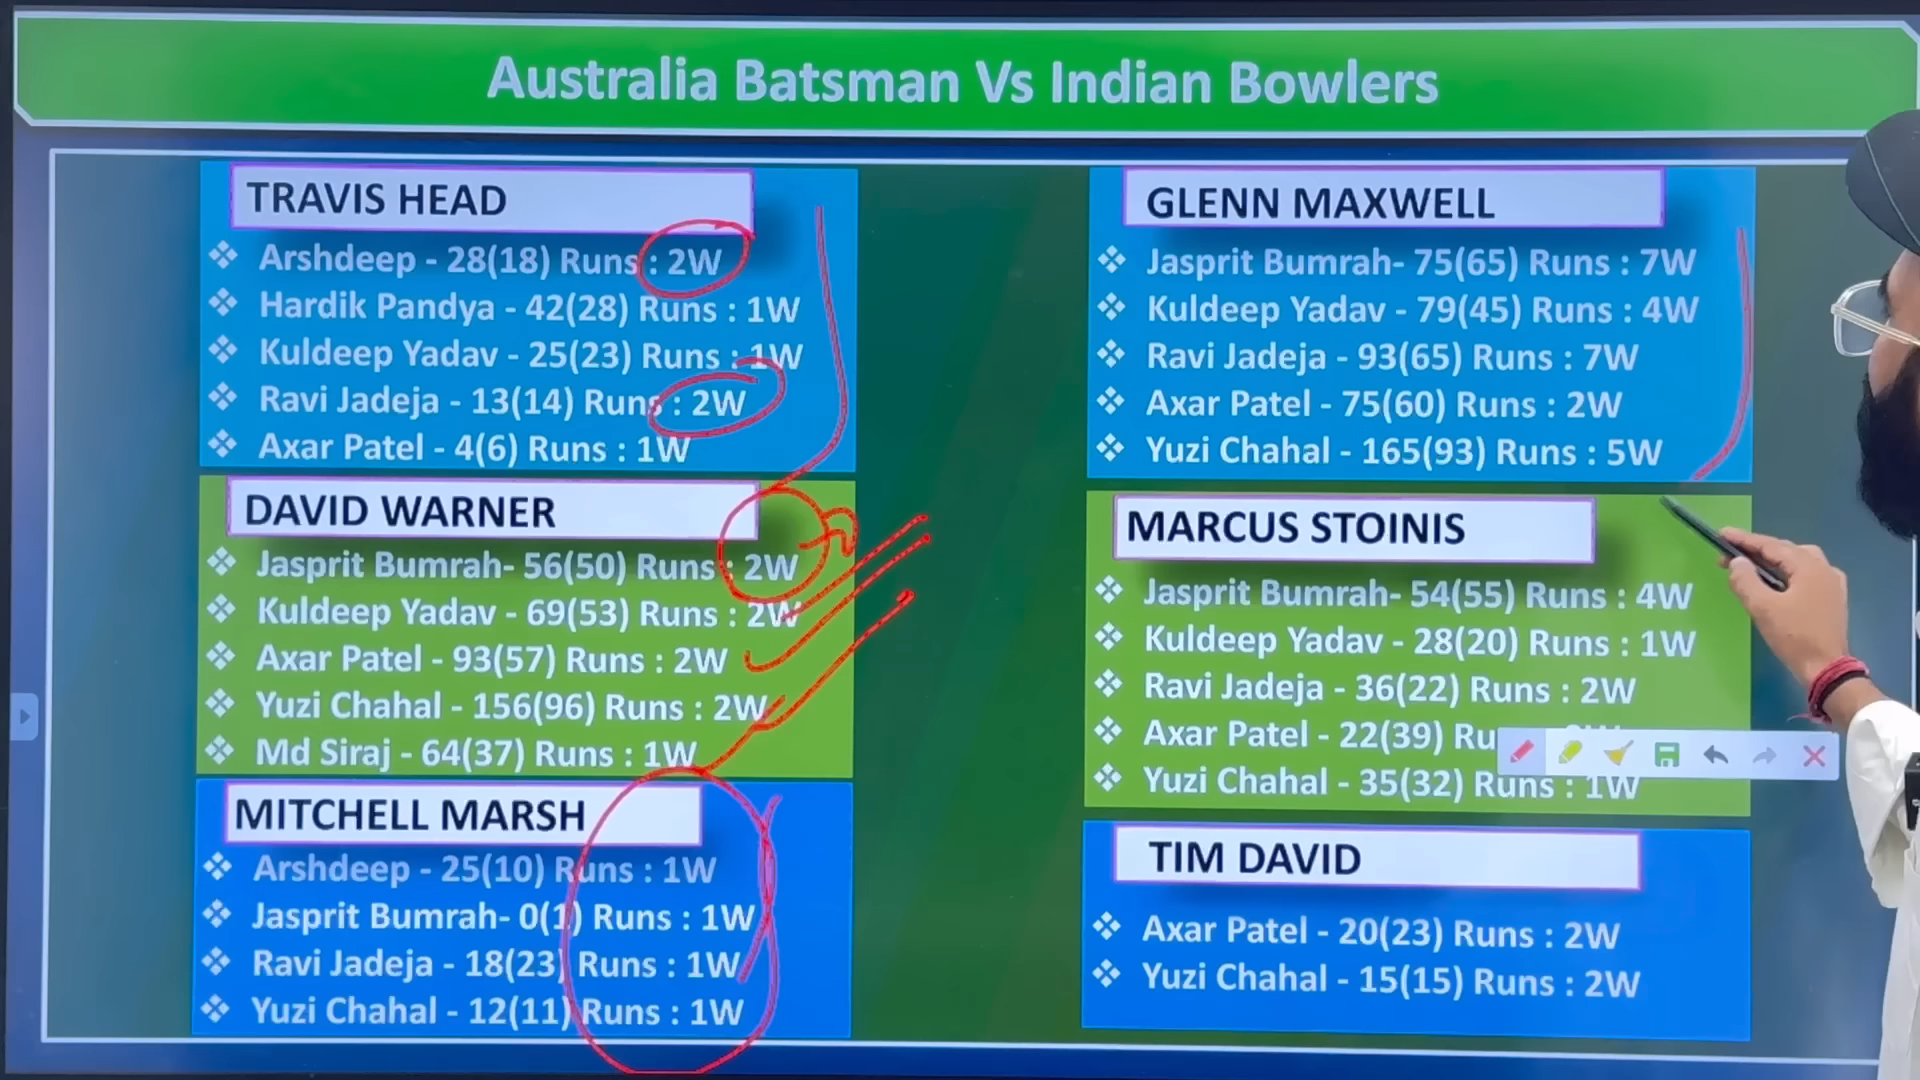 Australia Batsman Vs Indian Bowlers
TRAVIS HEAD
Arshdeep - 28(18) Runs : 2W
Hardik Pandya - 42(28) Runs : 1W
Kuldeep Yadav - 25(23) Runs : 1W
Ravi Jadeja - 13(14) Runs : 2W
Axar Patel - 4(6) Runs : 1W
DAVID WARNER
Jasprit Bumrah- 56(50) Runs : 2W
Kuldeep Yadav - 69(53) Runs : 2W
Axar Patel - 93(57) Runs : 2W
Yuzi Chahal - 156(96) Runs : 2W
Md Siraj - 64(37) Runs : 1W
MITCHELL MARSH
Arshdeep - 25(10) Runs : 1W
Jasprit Bumrah- 0(1) Runs : 1W
Ravi Jadeja - 18(23) Runs : 1W
Yuzi Chahal - 12(11) Runs : 1W
GLENN MAXWELL
Jasprit Bumrah- 75(65) Runs : 7W
Kuldeep Yadav - 79(45) Runs : 4W
Ravi Jadeja - 93(65) Runs : 7W
Axar Patel - 75(60) Runs : 2W
Yuzi Chahal - 165(93) Runs : 5W
MARCUS STOINIS
Jasprit Bumrah- 54(55) Runs : 4W
Kuldeep Yadav - 28(20) Runs : 1W
Ravi Jadeja - 36(22) Runs : 2W
Axar Patel - 22(39) Ru
Yuzi Chahal - 35(32) Runs : 1W
TIM DAVID
Axar Patel - 20(23) Runs : 2W
Yuzi Chahal - 15(15) Runs : 2W